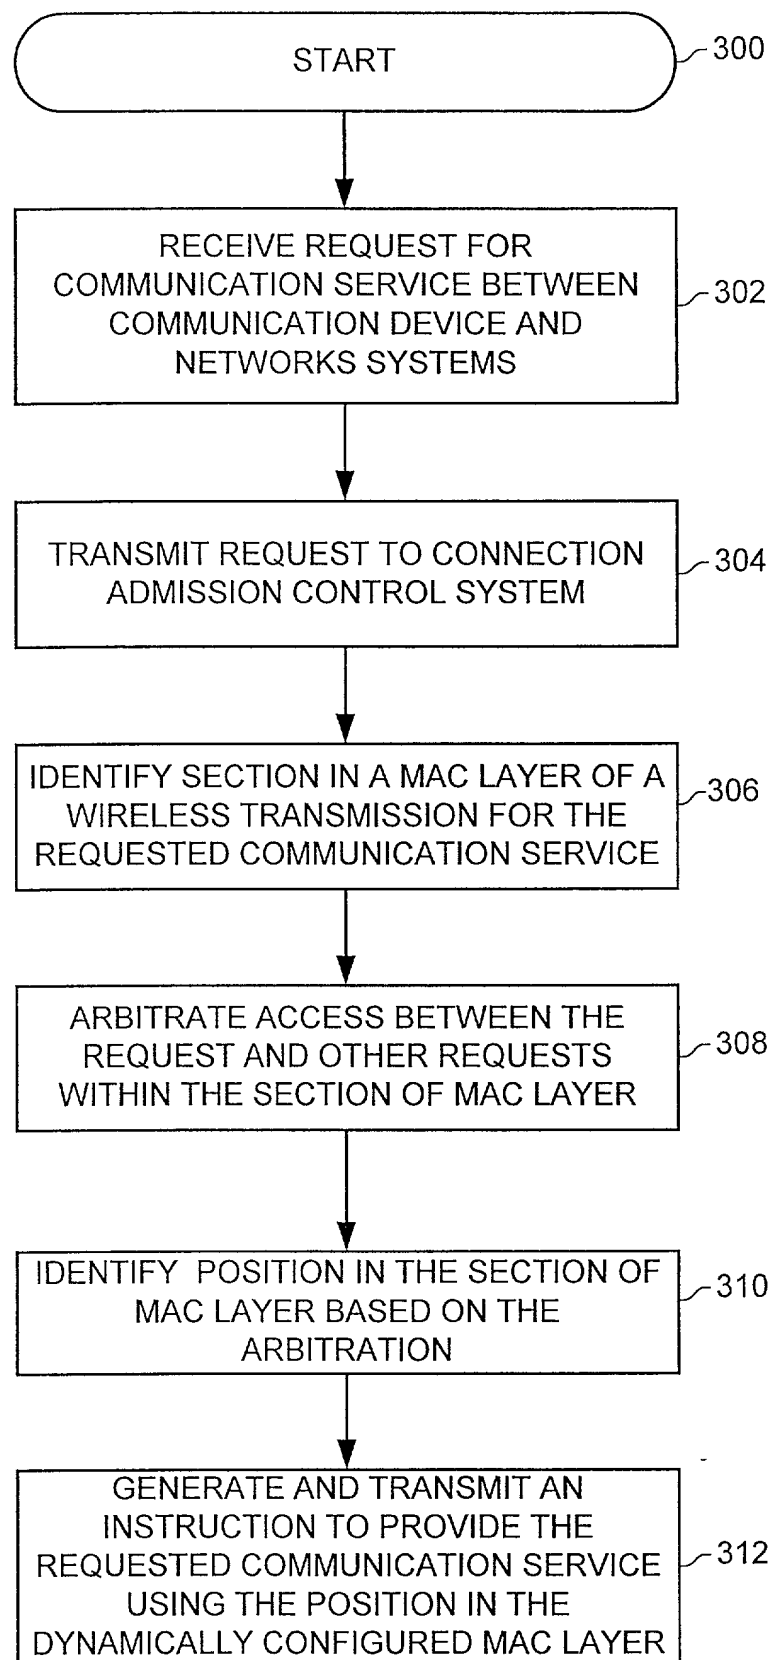 START
300
RECEIVE REQUEST FOR
COMMUNICATION SERVICE BETWEEN
COMMUNICATION DEVICE AND
NETWORKS SYSTEMS
302
TRANSMIT REQUEST TO CONNECTION
ADMISSION CONTROL SYSTEM
304
IDENTIFY SECTION IN A MAC LAYER OF A
WIRELESS TRANSMISSION FOR THE
REQUESTED COMMUNICATION SERVICE
306
ARBITRATE ACCESS BETWEEN THE
REQUEST AND OTHER REQUESTS
WITHIN THE SECTION OF MAC LAYER
308
IDENTIFY POSITION IN THE SECTION OF
MAC LAYER BASED ON THE
ARBITRATION
310
GENERATE AND TRANSMIT AN
INSTRUCTION TO PROVIDE THE
REQUESTED COMMUNICATION SERVICE
USING THE POSITION IN THE
DYNAMICALLY CONFIGURED MAC LAYER
312